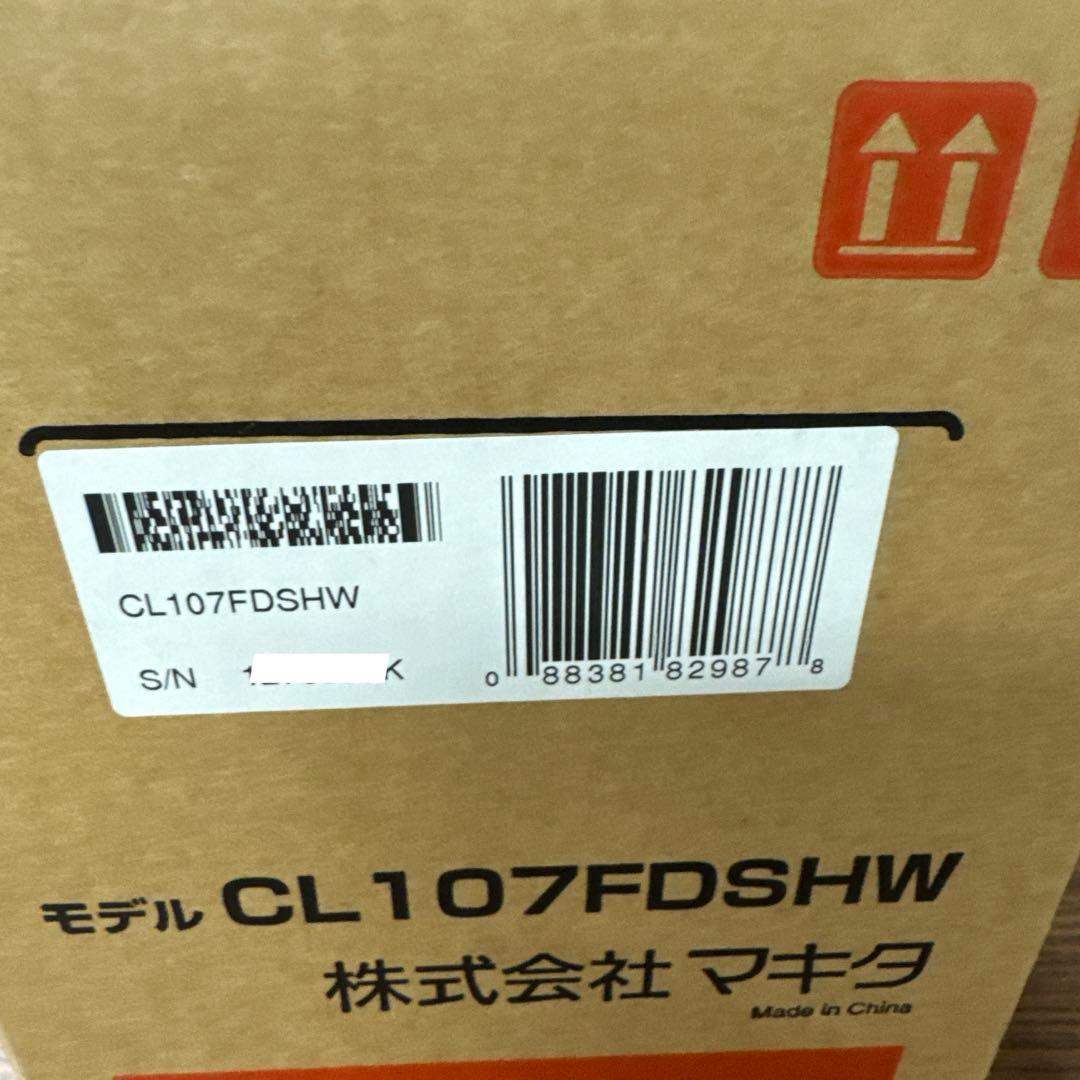 CL107FDSHW
S/N
0 88381 82987 8
モデル CL107FDSHW
株式会社マキタ
Made in China